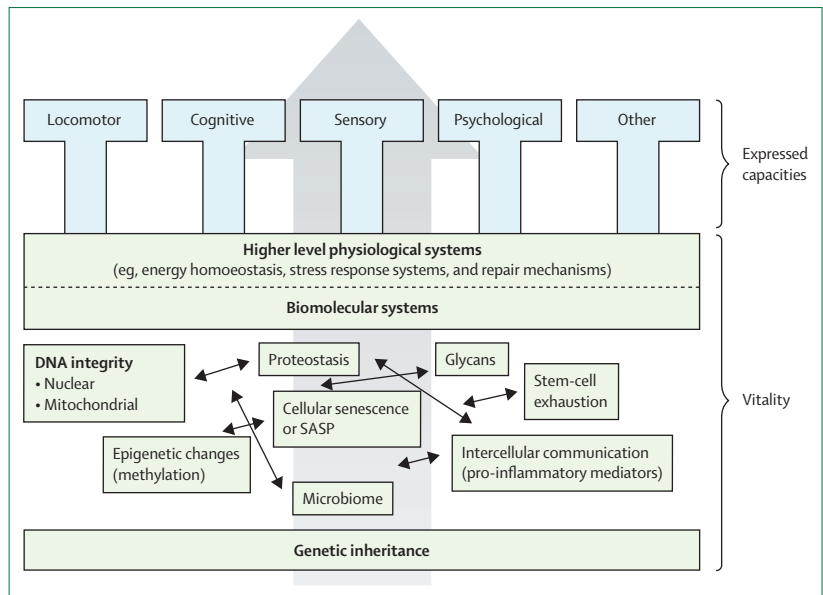 Locomotor
Cognitive
Sensory
Psychological
Other
Expressed
capacities
Higher level physiological systems
(eg, energy homoeostasis, stress response systems, and repair mechanisms)
Biomolecular systems
DNA integrity
• Nuclear
• Mitochondrial
Proteostasis
Glycans
Stem-cell
exhaustion
Cellular senescence
or SASP
Vitality
Epigenetic changes
(methylation)
Intercellular communication
(pro-inflammatory mediators)
Microbiome
Genetic inheritance